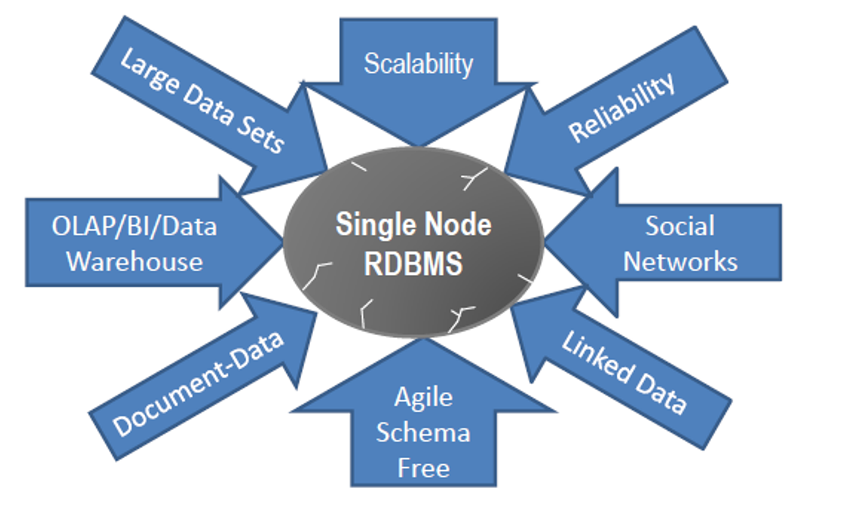 Scalability
Large Data Sets
Reliability
OLAP/BI/Data
Warehouse
Single Node
RDBMS
Social
Networks
Document-Data
Linked Data
Agile
Schema
Free